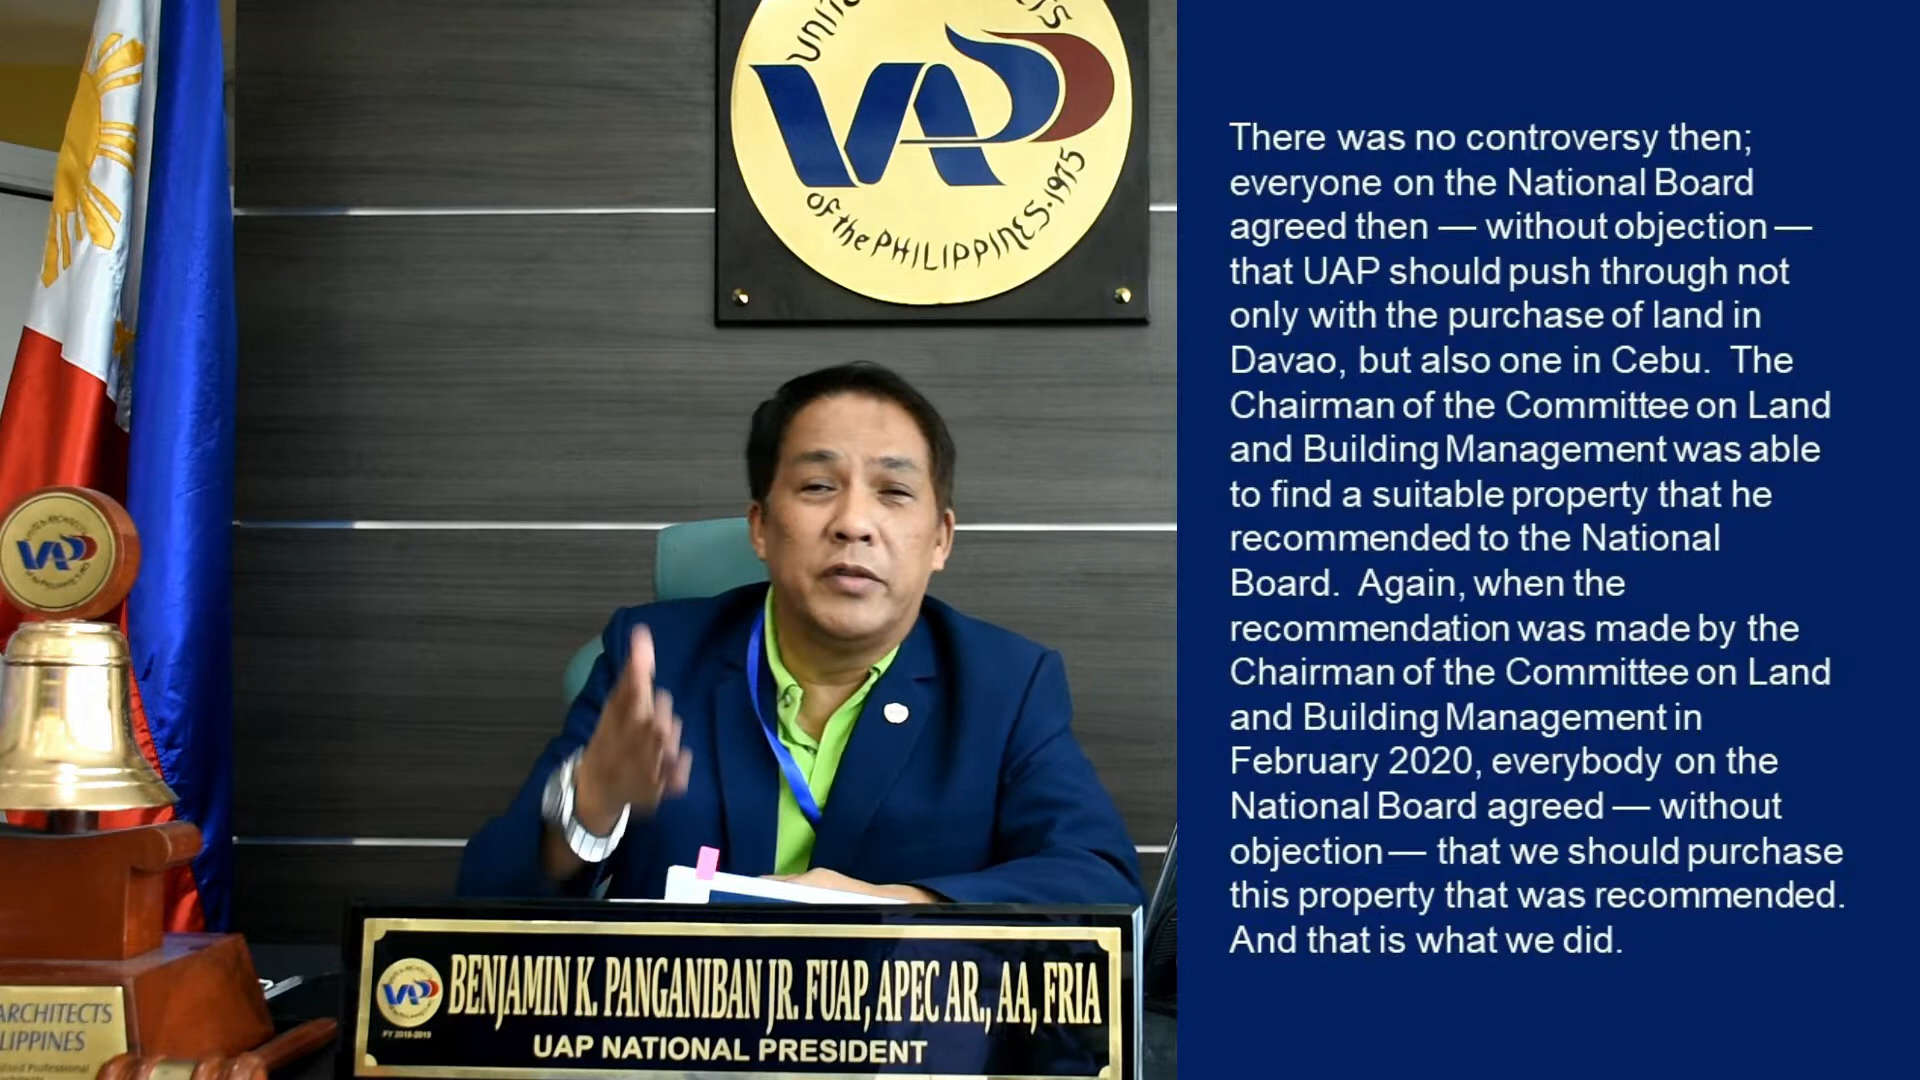 of the PHILIPPINES · 1975
UAP
BENJAMIN K. PANGANIBAN JR. FUAP, APEC AR., AA, FRIA
FY 2018-2019
UAP NATIONAL PRESIDENT
UAP
ARCHITECTS
There was no controversy then;
everyone on the National Board
agreed then — without objection —
that UAP should push through not
only with the purchase of land in
Davao, but also one in Cebu.  The
Chairman of the Committee on Land
and Building Management was able
to find a suitable property that he
recommended to the National
Board.  Again, when the
recommendation was made by the
Chairman of the Committee on Land
and Building Management in
February 2020, everybody on the
National Board agreed — without
objection — that we should purchase
this property that was recommended.
And that is what we did.